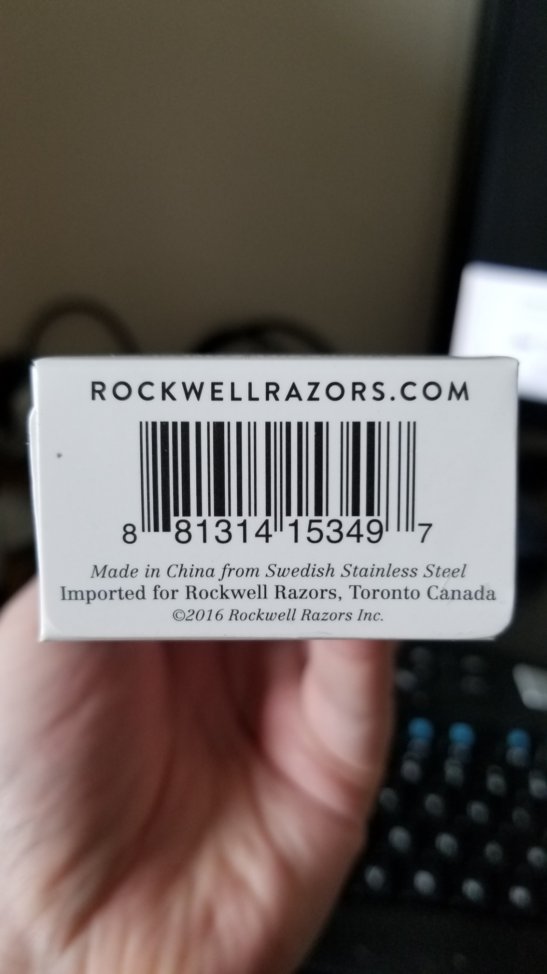 ROCKWELLRAZORS.COM
8 81314 15349 7
Made in China from Swedish Stainless Steel
Imported for Rockwell Razors, Toronto Canada
©2016 Rockwell Razors Inc.